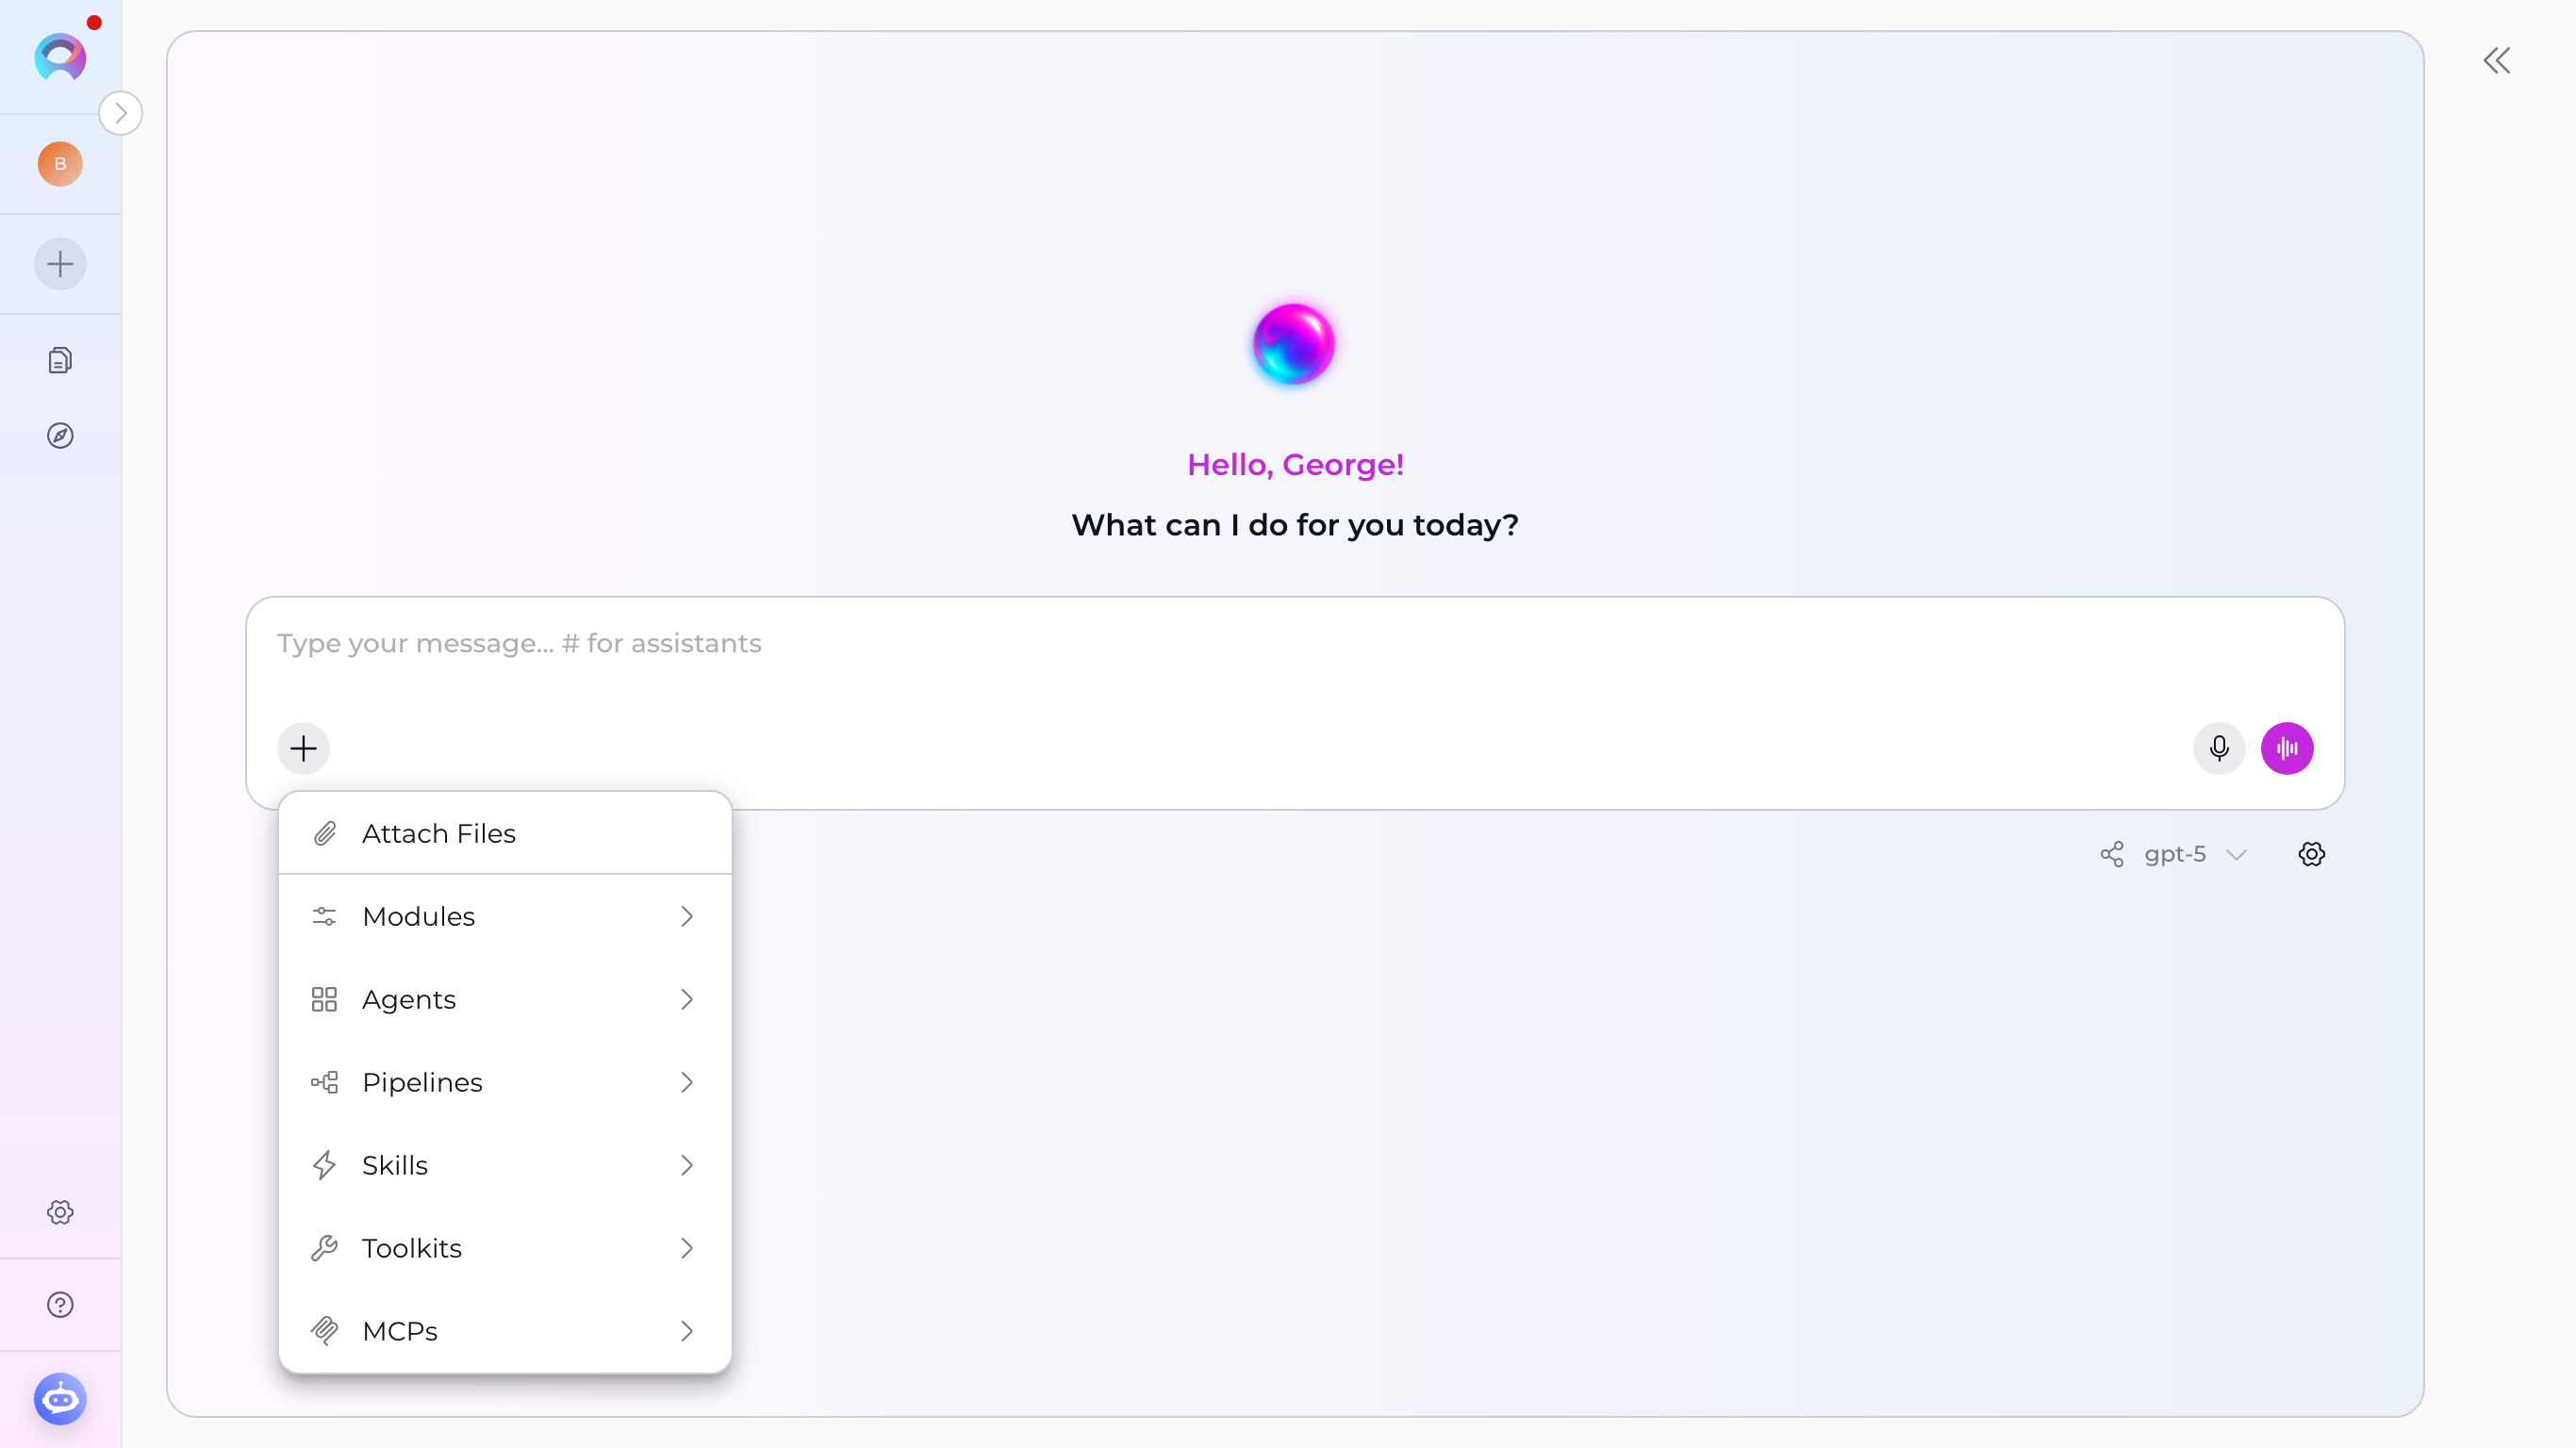 B
Hello, George!
What can I do for you today?
Type your message... # for assistants
Attach Files
gpt-5
Modules
Agents
Pipelines
Skills
Toolkits
MCPs